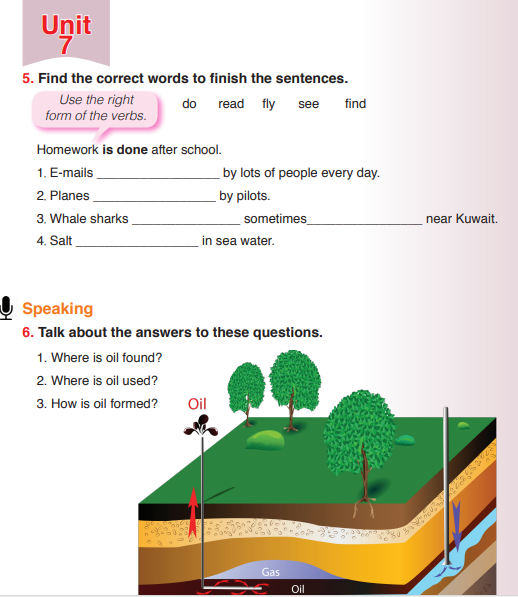 Unit
7
5. Find the correct words to finish the sentences.
Use the right
form of the verbs.
do read fly see find
Homework is done after school.
1. E-mails _________________ by lots of people every day.
2. Planes _________________ by pilots.
3. Whale sharks _______________ sometimes________________ near Kuwait.
4. Salt _________________ in sea water.
Speaking
6. Talk about the answers to these questions.
1. Where is oil found?
2. Where is oil used?
3. How is oil formed?
Oil
Gas
Oil